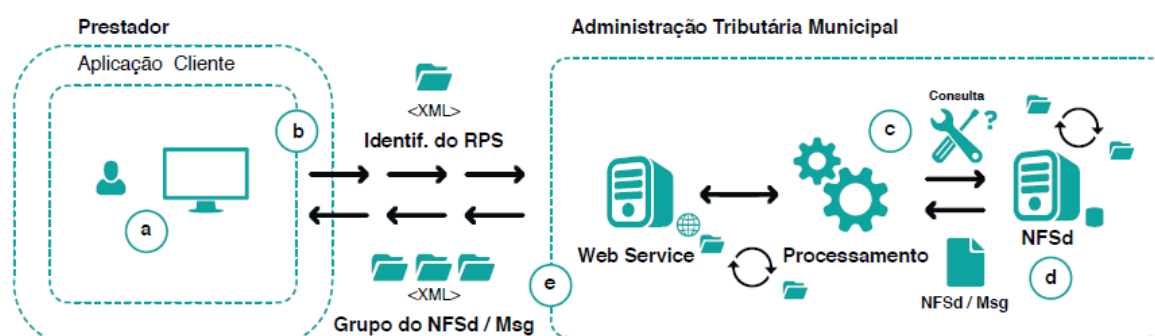 Prestador
Administração Tributária Municipal
Aplicação Cliente
<XML>
Identif. do RPS
b
a
Consulta
?
c
Web Service
Processamento
NFSd
NFSd / Msg
d
e
<XML>
Grupo do NFSd / Msg